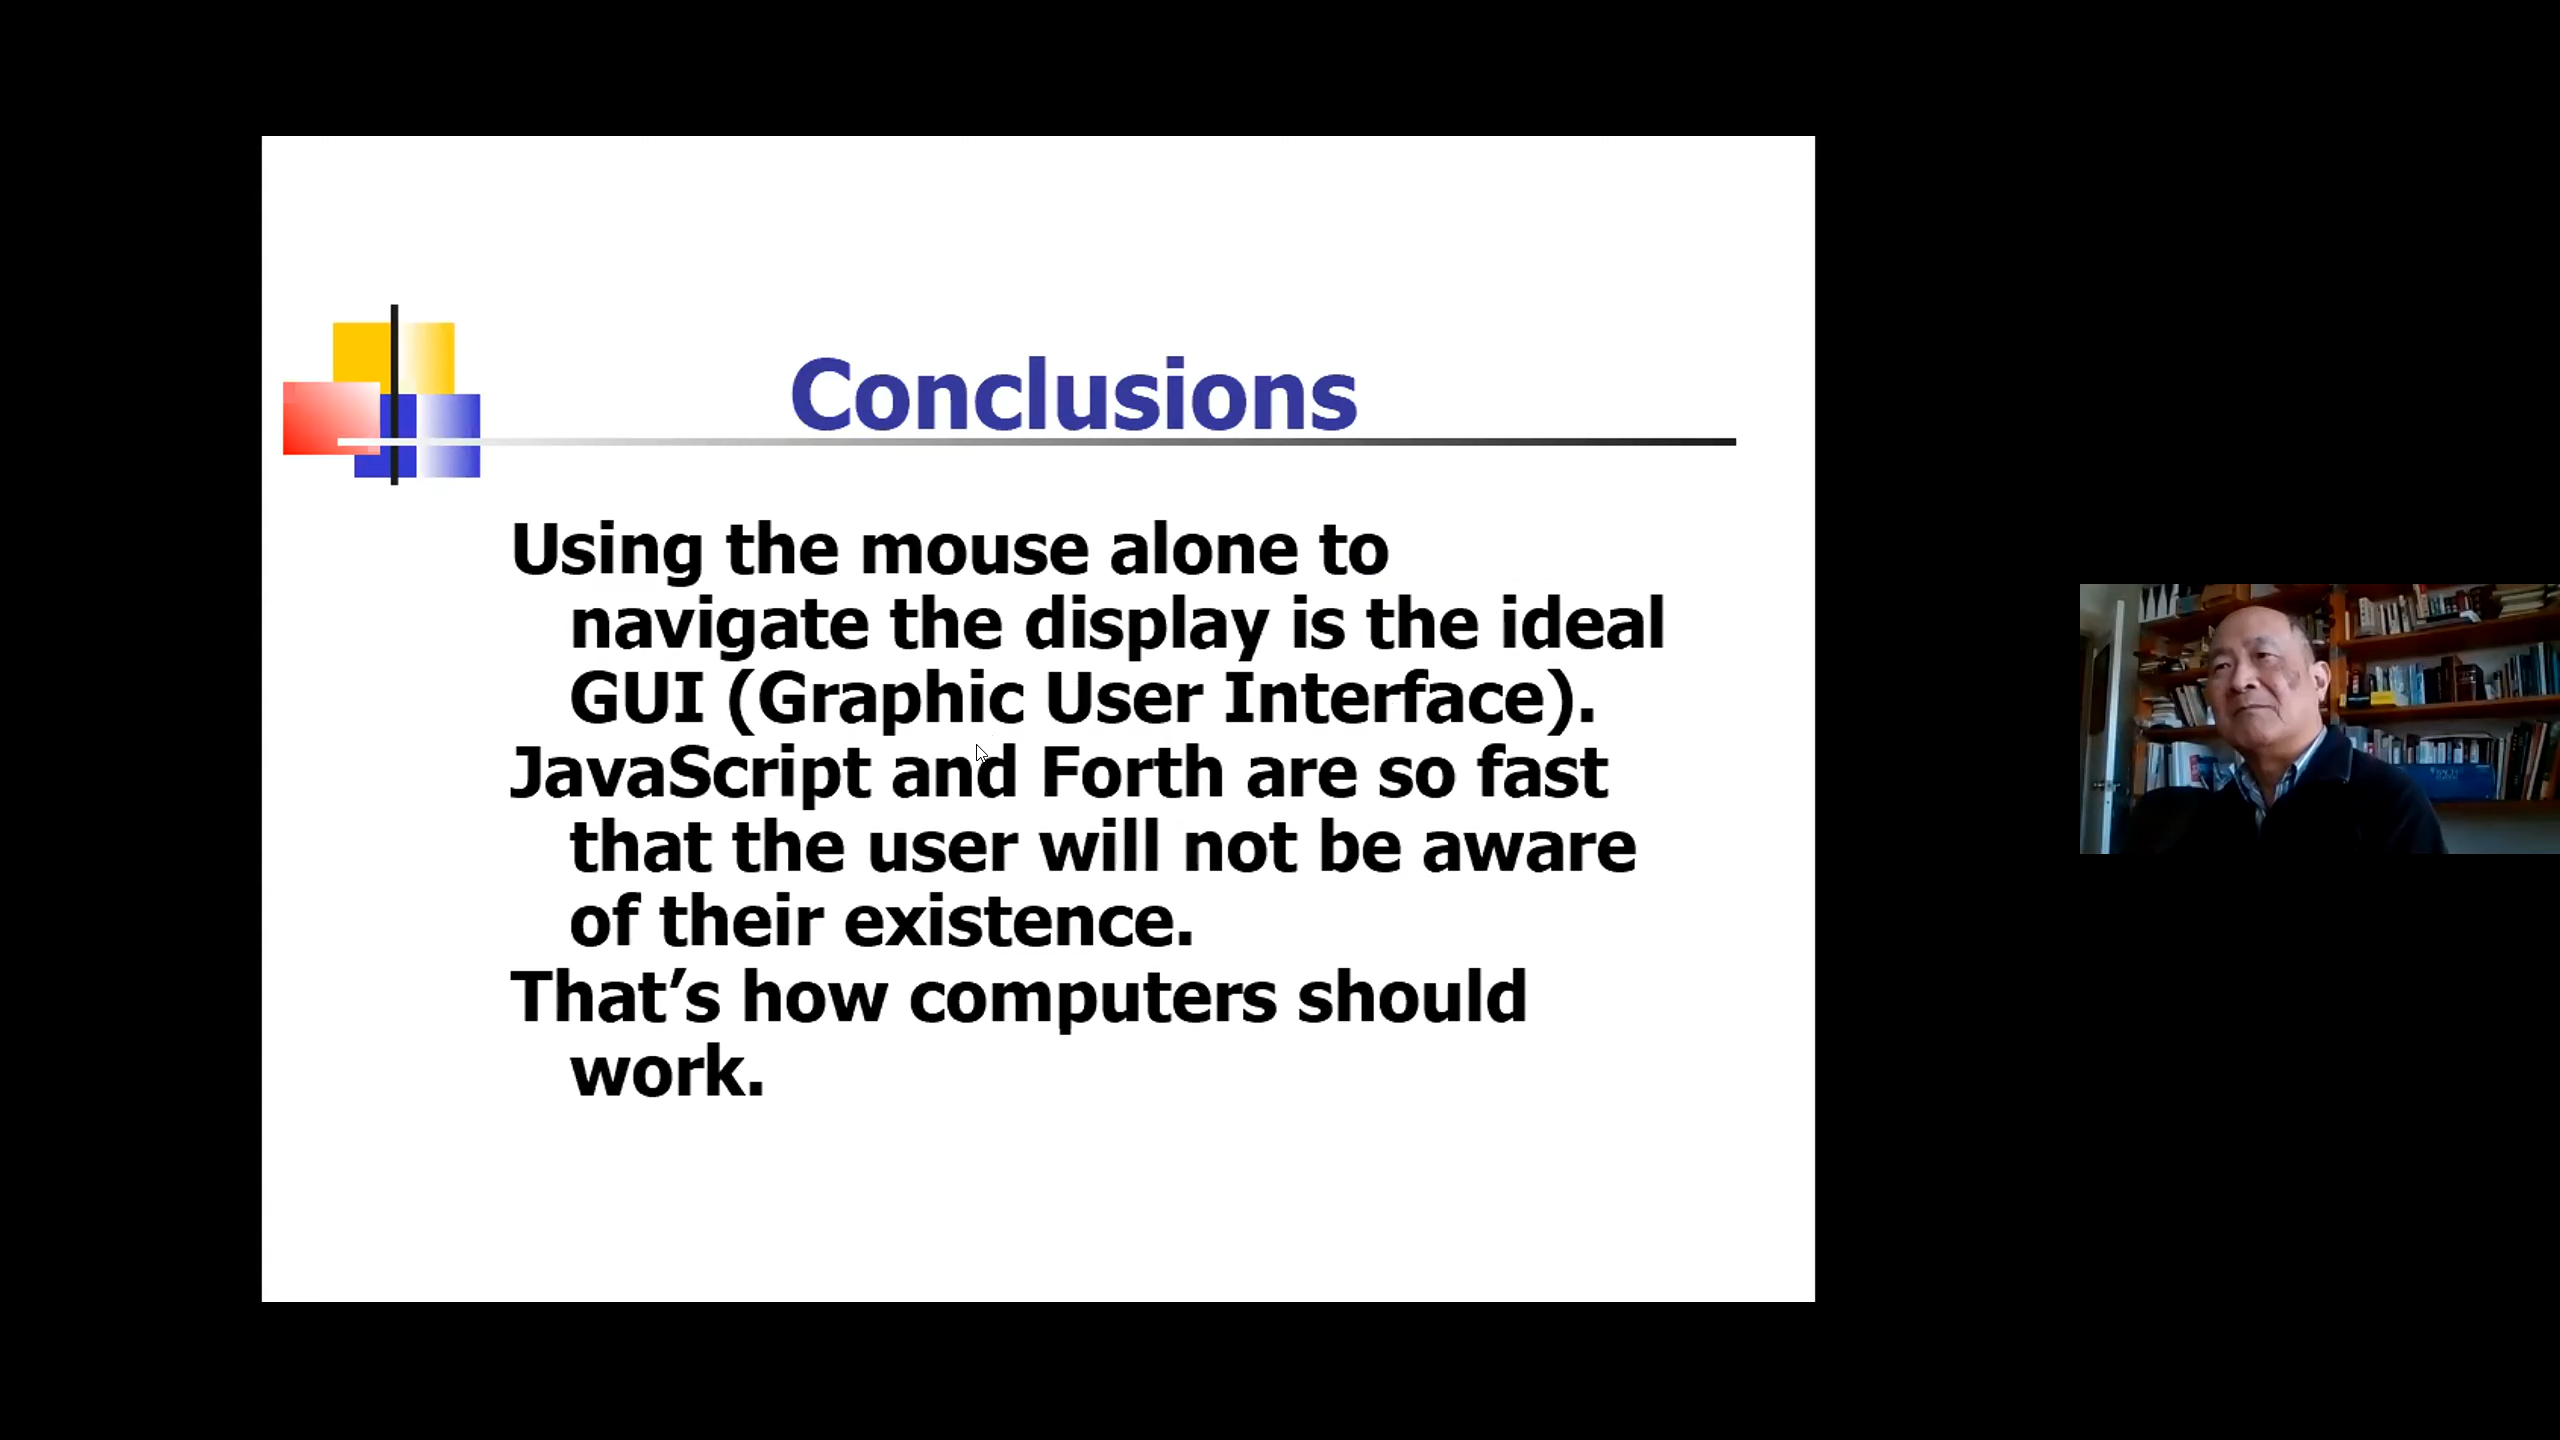 Conclusions
Using the mouse alone to
navigate the display is the ideal
GUI (Graphic User Interface).
JavaScript and Forth are so fast
that the user will not be aware
of their existence.
That’s how computers should
work.